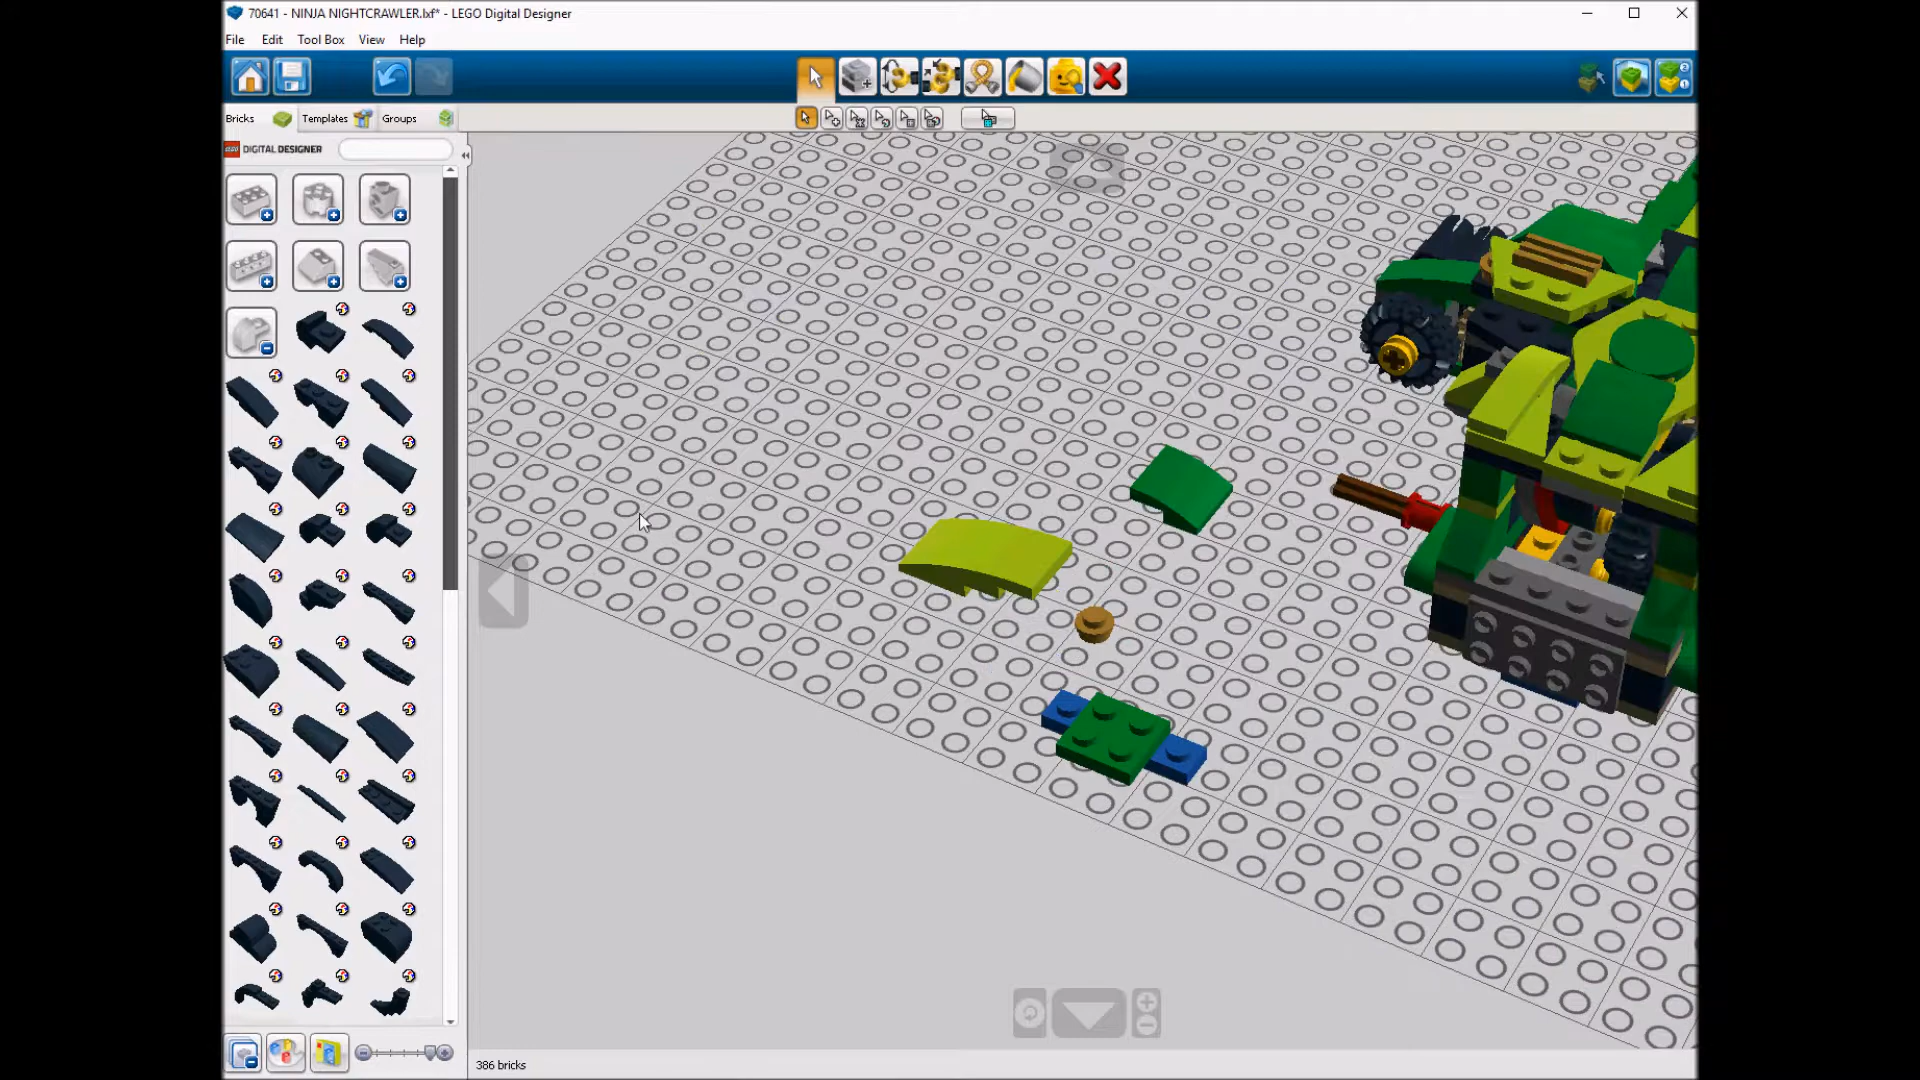 70641 - NINJA NIGHTCRAWLER.lxf* - LEGO Digital Designer
File Edit Tool Box View Help
Bricks Templates Groups
LEGO DIGITAL DESIGNER
386 bricks